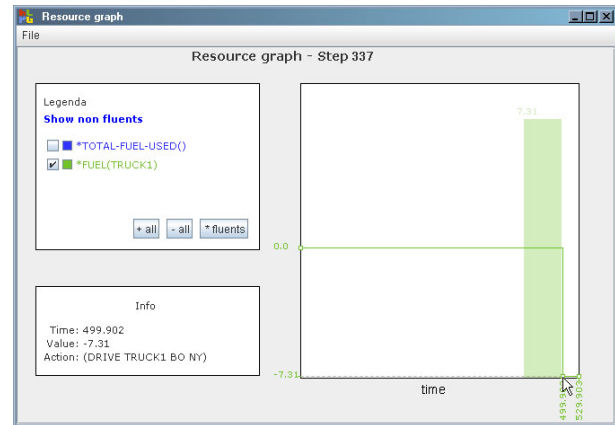 Resource graph
File
Resource graph - Step 337
Legenda
Show non fluents
*TOTAL-FUEL-USED()
*FUEL(TRUCK1)
+ all
- all
* fluents
Info
Time: 499.902
Value: -7.31
Action: (DRIVE TRUCK1 BO NY)
7.31
0.0
-7.31
time
529.903